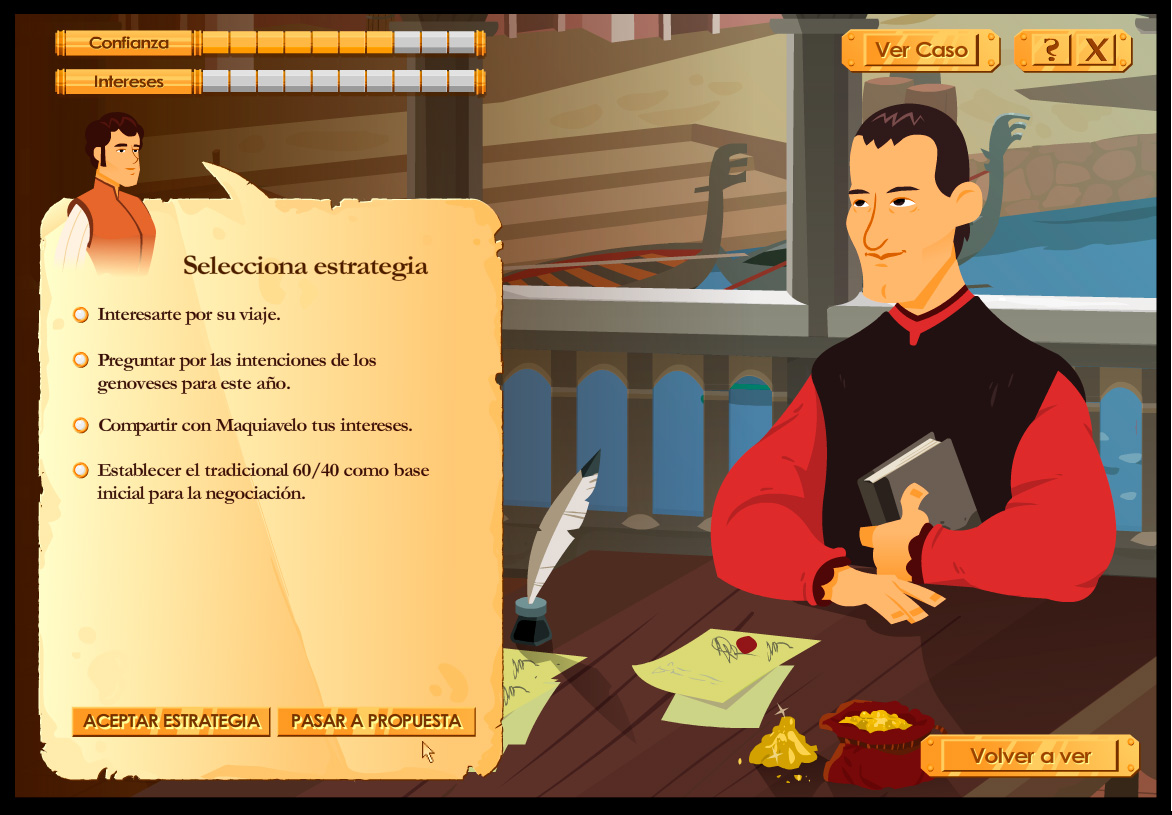 Confianza
Ver Caso
? X
Intereses
Selecciona estrategia
Interesarte por su viaje.
Preguntar por las intenciones de los
genoveses para este año.
Compartir con Maquiavelo tus intereses.
Establecer el tradicional 60/40 como base
inicial para la negociación.
ACEPTAR ESTRATEGIA
PASAR A PROPUESTA
Volver a ver